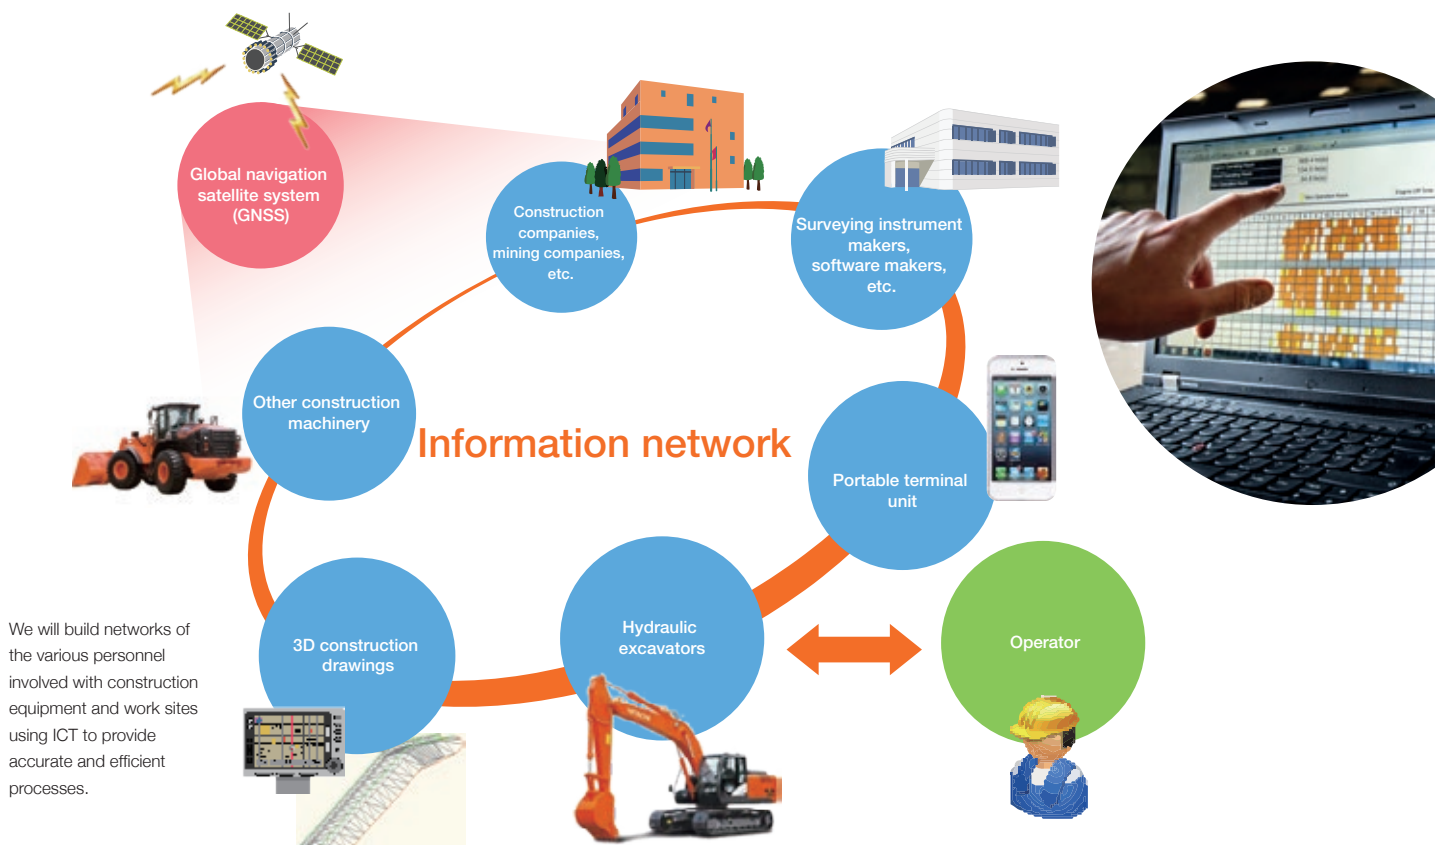 Global navigation
satellite system
(GNSS)
Construction
companies,
mining companies,
etc.
Surveying instrument
makers,
software makers,
etc.
Other construction
machinery
Information network
Portable terminal
unit
3D construction
drawings
Hydraulic
excavators
Operator
We will build networks of
the various personnel
involved with construction
equipment and work sites
using ICT to provide
accurate and efficient
processes.